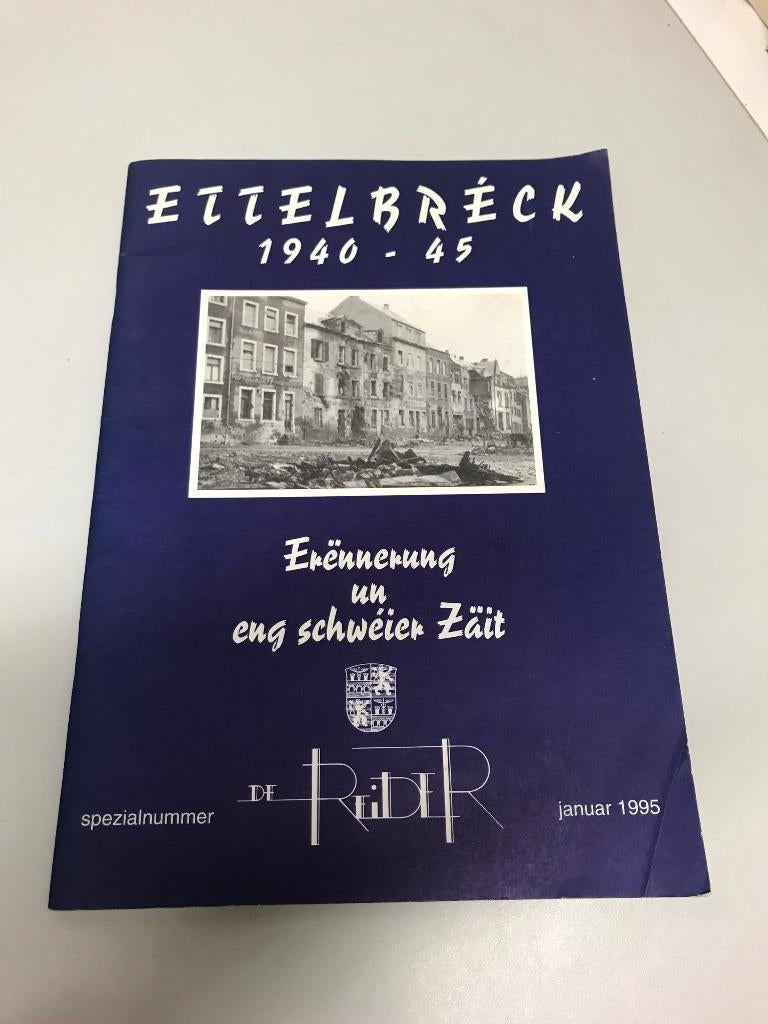 ETTELBRÉCK
1940 - 45
Erënnerung
un
eng schwéier Zäit
DE REiDER
spezialnummer
januar 1995